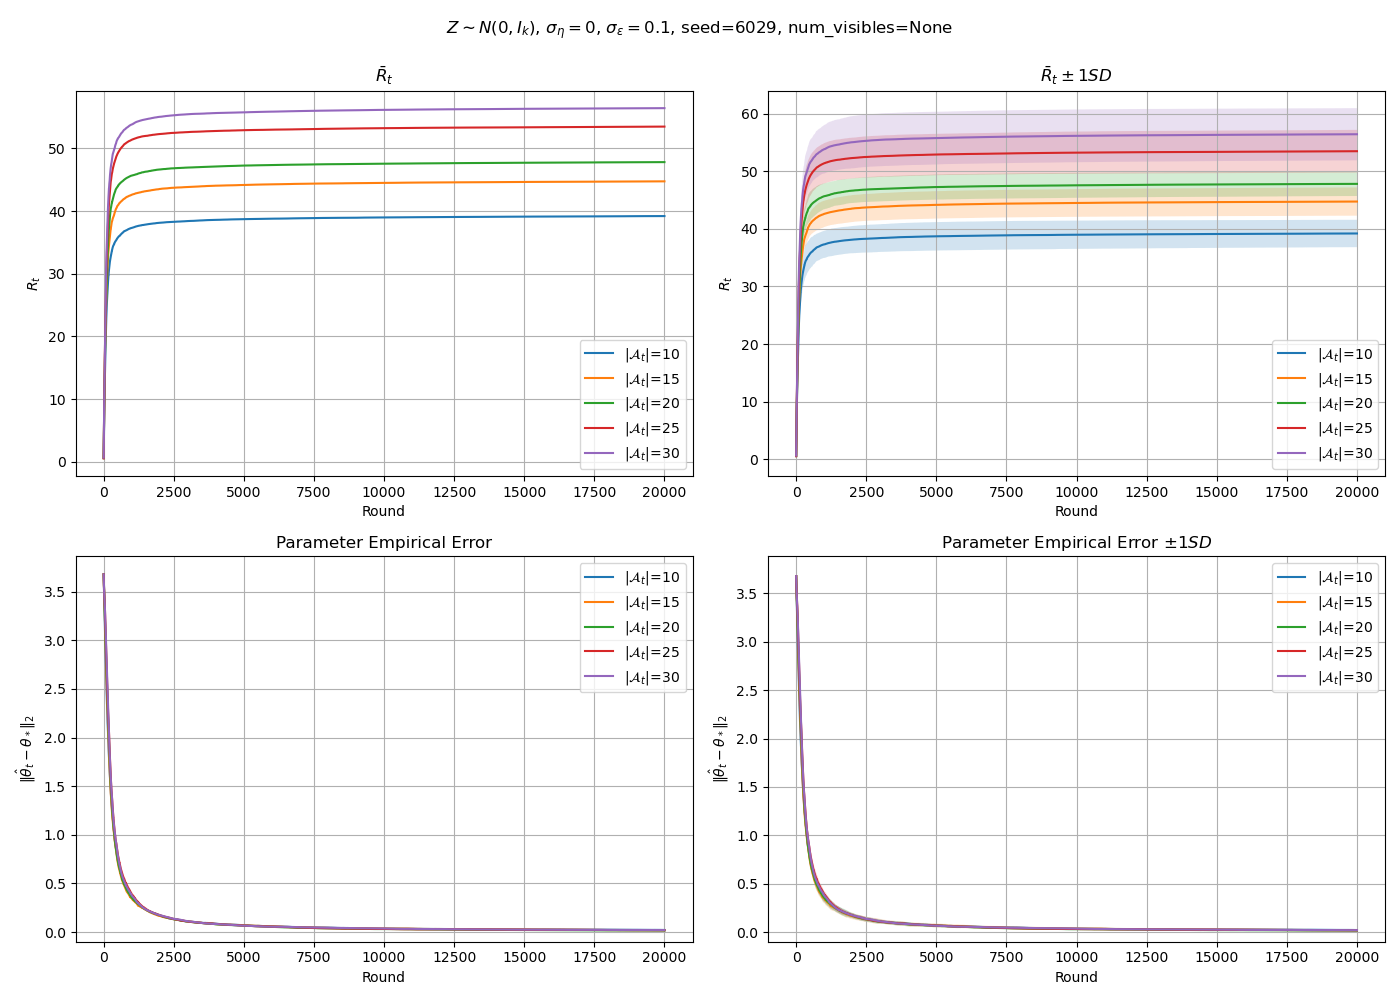 Z ∼ N(0, I_k), σ_η = 0, σ_ε = 0.1, seed=6029, num_visibles=None
R̄_t
R_t
50
40
30
20
10
0
0 2500 5000 7500 10000 12500 15000 17500 20000
Round
|𝒜_t|=10
|𝒜_t|=15
|𝒜_t|=20
|𝒜_t|=25
|𝒜_t|=30
R̄_t ± 1SD
R_t
60
50
40
30
20
10
0
0 2500 5000 7500 10000 12500 15000 17500 20000
Round
|𝒜_t|=10
|𝒜_t|=15
|𝒜_t|=20
|𝒜_t|=25
|𝒜_t|=30
Parameter Empirical Error
‖θ̂_t − θ_*‖₂
3.5
3.0
2.5
2.0
1.5
1.0
0.5
0.0
0 2500 5000 7500 10000 12500 15000 17500 20000
Round
|𝒜_t|=10
|𝒜_t|=15
|𝒜_t|=20
|𝒜_t|=25
|𝒜_t|=30
Parameter Empirical Error ±1SD
‖θ̂_t − θ_*‖₂
3.5
3.0
2.5
2.0
1.5
1.0
0.5
0.0
0 2500 5000 7500 10000 12500 15000 17500 20000
Round
|𝒜_t|=10
|𝒜_t|=15
|𝒜_t|=20
|𝒜_t|=25
|𝒜_t|=30